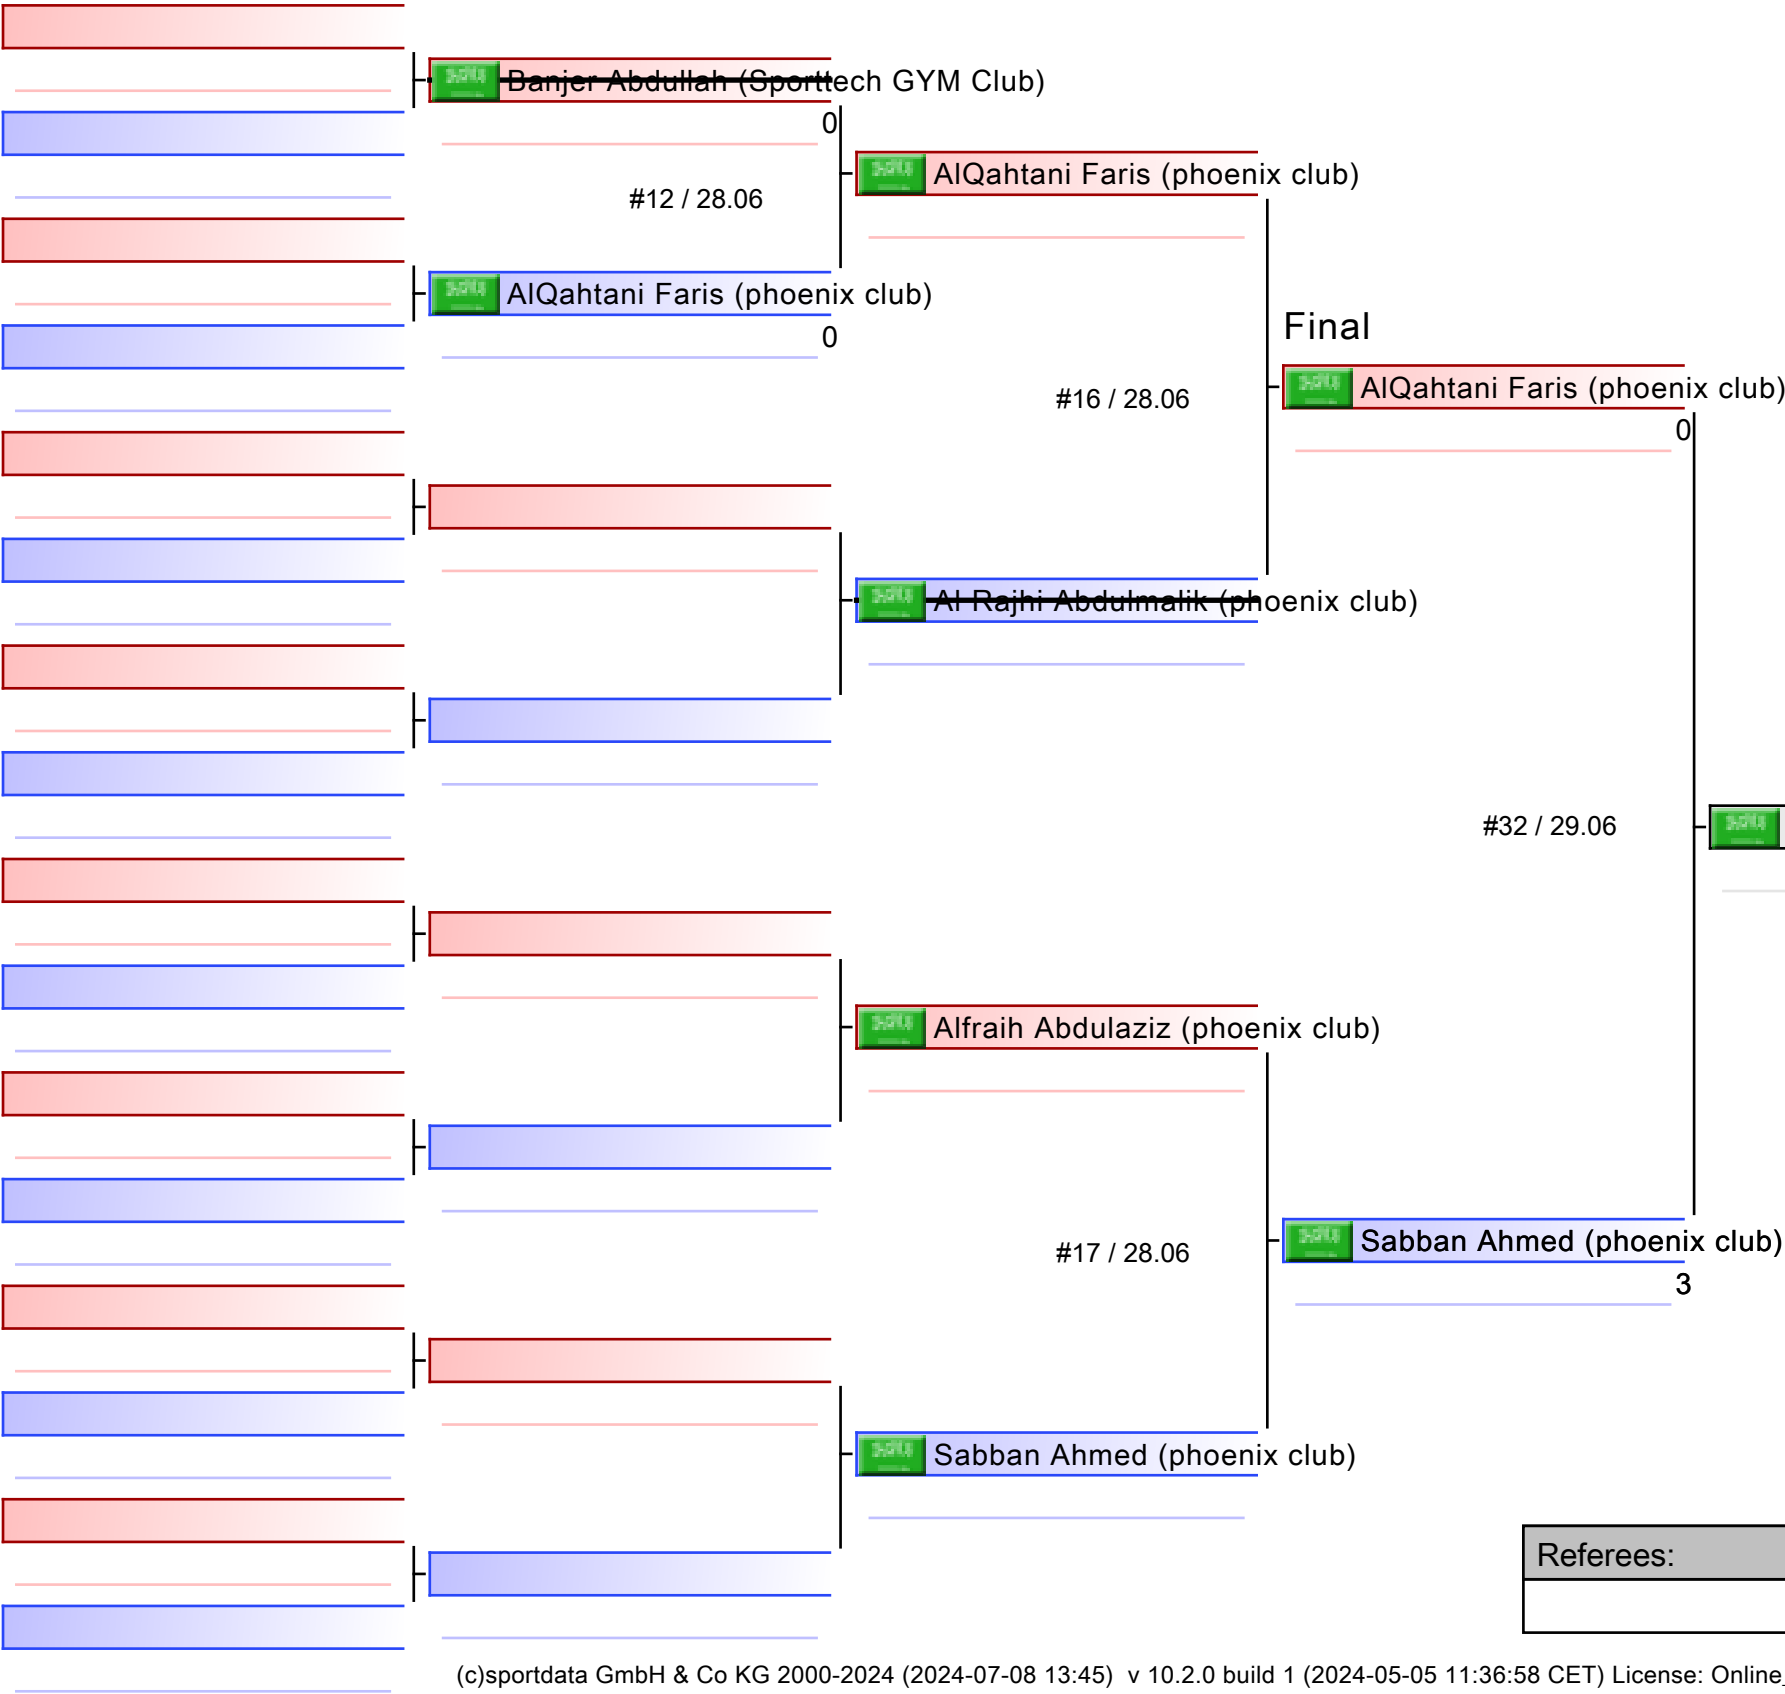 Banjer Abdullah (Sporttech GYM Club)
0
AlQahtani Faris (phoenix club)
#12 / 28.06
AlQahtani Faris (phoenix club)
0
Final
AlQahtani Faris (phoenix club)
0
#16 / 28.06
Al Rajhi Abdulmalik (phoenix club)
#32 / 29.06
Alfraih Abdulaziz (phoenix club)
#17 / 28.06
Sabban Ahmed (phoenix club)
3
Sabban Ahmed (phoenix club)
Referees:
(c)sportdata GmbH & Co KG 2000-2024 (2024-07-08 13:45) v 10.2.0 build 1 (2024-05-05 11:36:58 CET) License: Online